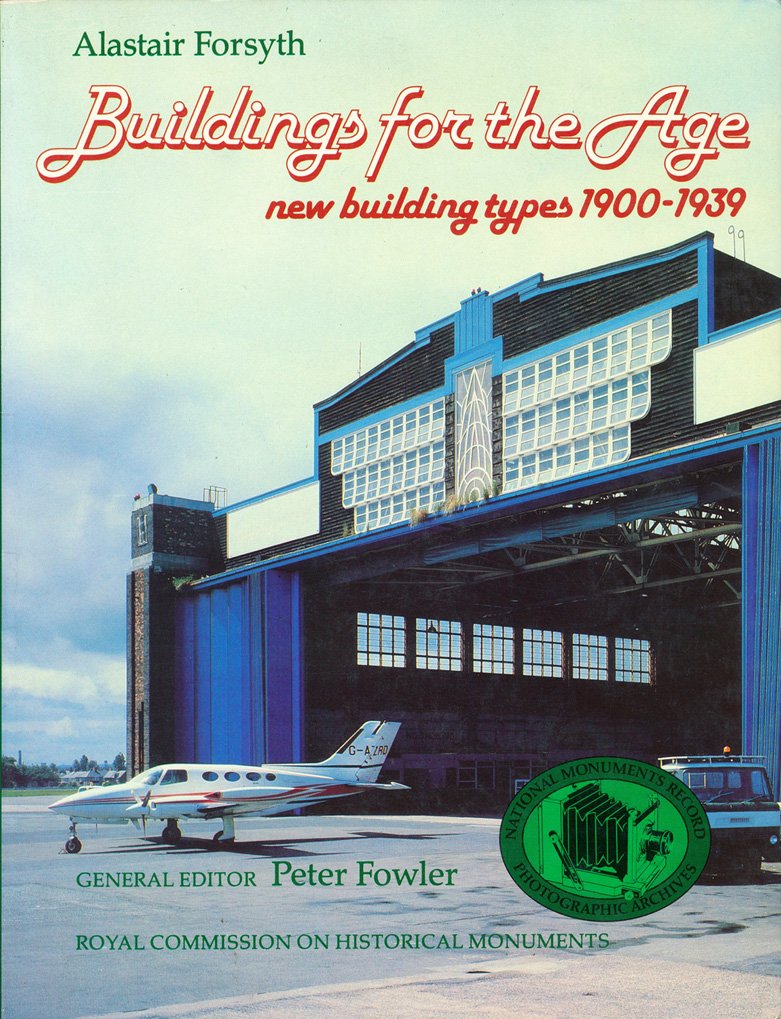 Alastair Forsyth
Buildings for the Age
new building types 1900-1939
99
NATIONAL MONUMENTS RECORD
PHOTOGRAPHIC ARCHIVES
GENERAL EDITOR Peter Fowler
ROYAL COMMISSION ON HISTORICAL MONUMENTS